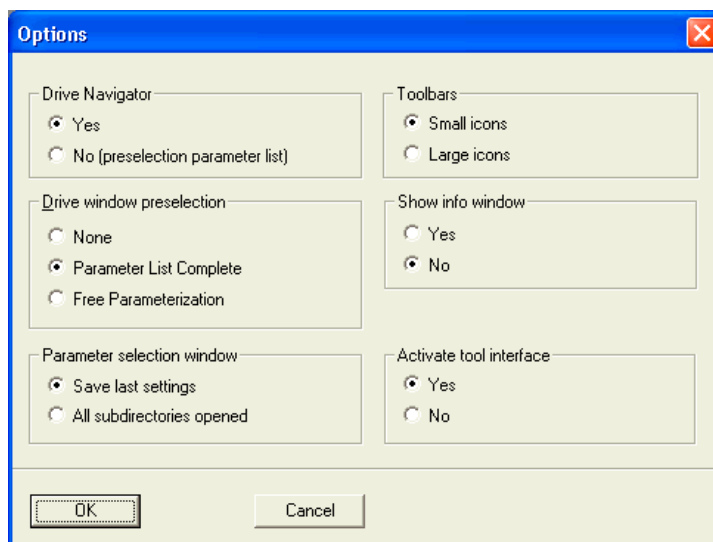 Options
Drive Navigator
Yes
No (preselection parameter list)
Toolbars
Small icons
Large icons
Drive window preselection
None
Parameter List Complete
Free Parameterization
Show info window
Yes
No
Parameter selection window
Save last settings
All subdirectories opened
Activate tool interface
Yes
No
OK
Cancel